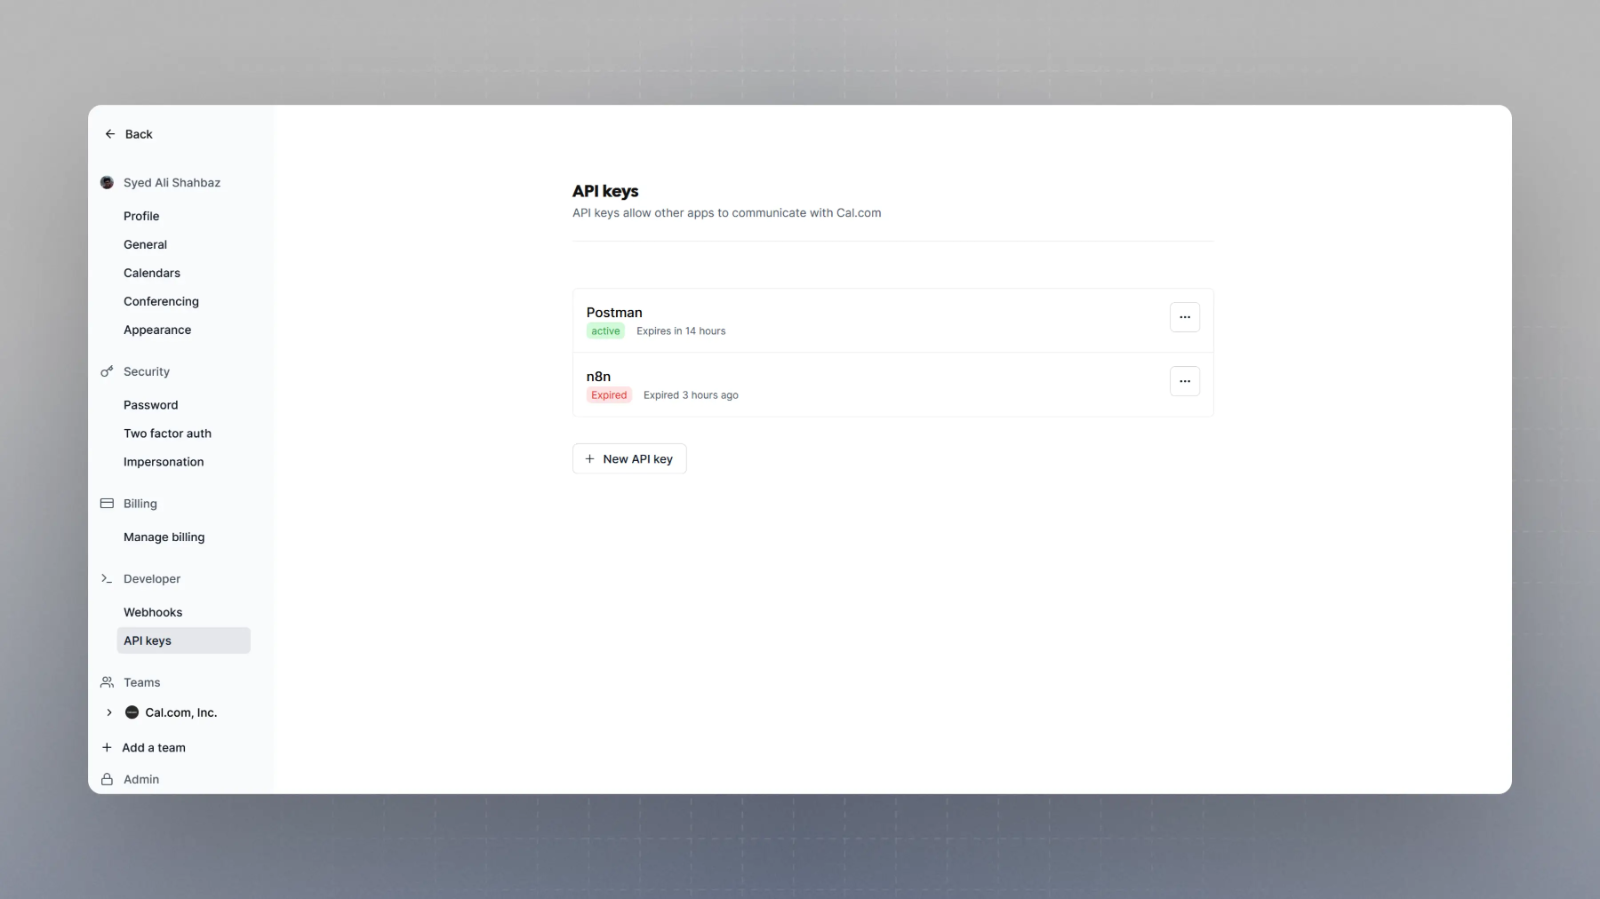 Back
Syed Ali Shahbaz
Profile
General
Calendars
Conferencing
Appearance
Security
Password
Two factor auth
Impersonation
Billing
Manage billing
Developer
Webhooks
API keys
Teams
Cal.com, Inc.
Add a team
Admin
API keys
API keys allow other apps to communicate with Cal.com
Postman
active Expires in 14 hours
n8n
Expired Expired 3 hours ago
New API key